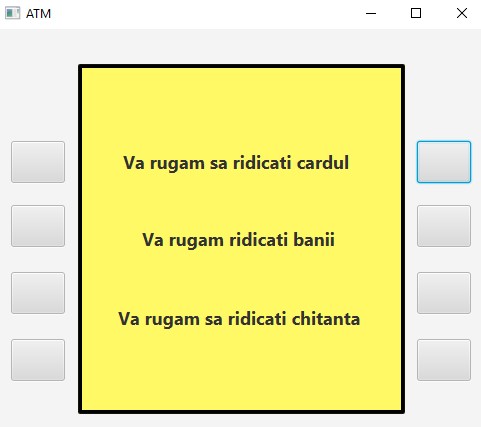 ATM
Va rugam sa ridicati cardul
Va rugam ridicati banii
Va rugam sa ridicati chitanta